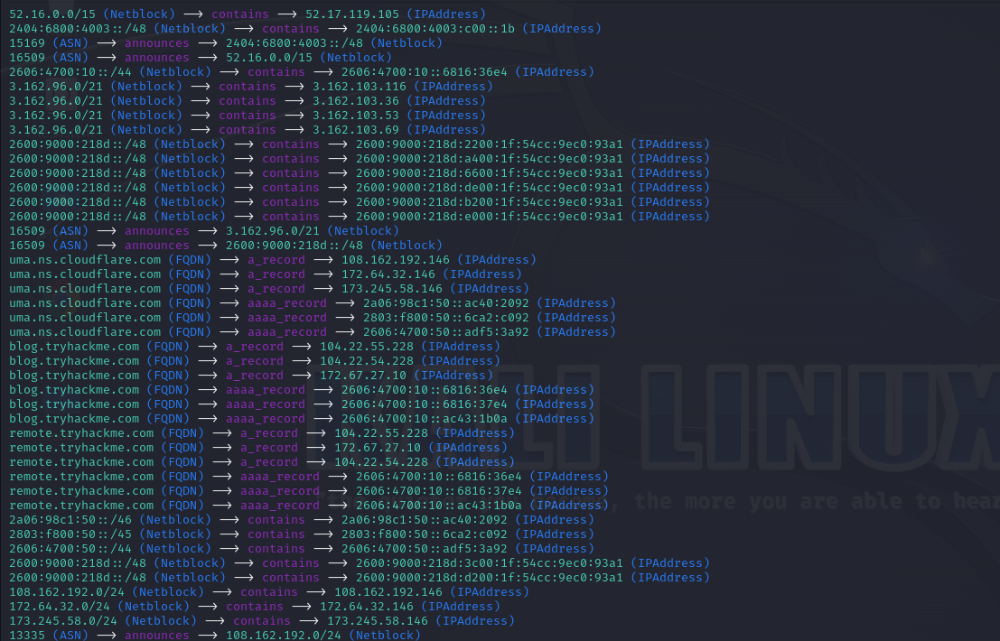 52.16.0.0/15 (Netblock) ⟶ contains ⟶ 52.17.119.105 (IPAddress)
2404:6800:4003::/48 (Netblock) ⟶ contains ⟶ 2404:6800:4003:c00::1b (IPAddress)
15169 (ASN) ⟶ announces ⟶ 2404:6800:4003::/48 (Netblock)
16509 (ASN) ⟶ announces ⟶ 52.16.0.0/15 (Netblock)
2606:4700:10::/44 (Netblock) ⟶ contains ⟶ 2606:4700:10::6816:36e4 (IPAddress)
3.162.96.0/21 (Netblock) ⟶ contains ⟶ 3.162.103.116 (IPAddress)
3.162.96.0/21 (Netblock) ⟶ contains ⟶ 3.162.103.36 (IPAddress)
3.162.96.0/21 (Netblock) ⟶ contains ⟶ 3.162.103.53 (IPAddress)
3.162.96.0/21 (Netblock) ⟶ contains ⟶ 3.162.103.69 (IPAddress)
2600:9000:218d::/48 (Netblock) ⟶ contains ⟶ 2600:9000:218d:2200:1f:54cc:9ec0:93a1 (IPAddress)
2600:9000:218d::/48 (Netblock) ⟶ contains ⟶ 2600:9000:218d:a400:1f:54cc:9ec0:93a1 (IPAddress)
2600:9000:218d::/48 (Netblock) ⟶ contains ⟶ 2600:9000:218d:6600:1f:54cc:9ec0:93a1 (IPAddress)
2600:9000:218d::/48 (Netblock) ⟶ contains ⟶ 2600:9000:218d:de00:1f:54cc:9ec0:93a1 (IPAddress)
2600:9000:218d::/48 (Netblock) ⟶ contains ⟶ 2600:9000:218d:b200:1f:54cc:9ec0:93a1 (IPAddress)
2600:9000:218d::/48 (Netblock) ⟶ contains ⟶ 2600:9000:218d:e000:1f:54cc:9ec0:93a1 (IPAddress)
16509 (ASN) ⟶ announces ⟶ 3.162.96.0/21 (Netblock)
16509 (ASN) ⟶ announces ⟶ 2600:9000:218d::/48 (Netblock)
uma.ns.cloudflare.com (FQDN) ⟶ a_record ⟶ 108.162.192.146 (IPAddress)
uma.ns.cloudflare.com (FQDN) ⟶ a_record ⟶ 172.64.32.146 (IPAddress)
uma.ns.cloudflare.com (FQDN) ⟶ a_record ⟶ 173.245.58.146 (IPAddress)
uma.ns.cloudflare.com (FQDN) ⟶ aaaa_record ⟶ 2a06:98c1:50::ac40:2092 (IPAddress)
uma.ns.cloudflare.com (FQDN) ⟶ aaaa_record ⟶ 2803:f800:50::6ca2:c092 (IPAddress)
uma.ns.cloudflare.com (FQDN) ⟶ aaaa_record ⟶ 2606:4700:50::adf5:3a92 (IPAddress)
blog.tryhackme.com (FQDN) ⟶ a_record ⟶ 104.22.55.228 (IPAddress)
blog.tryhackme.com (FQDN) ⟶ a_record ⟶ 104.22.54.228 (IPAddress)
blog.tryhackme.com (FQDN) ⟶ a_record ⟶ 172.67.27.10 (IPAddress)
blog.tryhackme.com (FQDN) ⟶ aaaa_record ⟶ 2606:4700:10::6816:36e4 (IPAddress)
blog.tryhackme.com (FQDN) ⟶ aaaa_record ⟶ 2606:4700:10::6816:37e4 (IPAddress)
blog.tryhackme.com (FQDN) ⟶ aaaa_record ⟶ 2606:4700:10::ac43:1b0a (IPAddress)
remote.tryhackme.com (FQDN) ⟶ a_record ⟶ 104.22.55.228 (IPAddress)
remote.tryhackme.com (FQDN) ⟶ a_record ⟶ 172.67.27.10 (IPAddress)
remote.tryhackme.com (FQDN) ⟶ a_record ⟶ 104.22.54.228 (IPAddress)
remote.tryhackme.com (FQDN) ⟶ aaaa_record ⟶ 2606:4700:10::6816:36e4 (IPAddress)
remote.tryhackme.com (FQDN) ⟶ aaaa_record ⟶ 2606:4700:10::6816:37e4 (IPAddress)
remote.tryhackme.com (FQDN) ⟶ aaaa_record ⟶ 2606:4700:10::ac43:1b0a (IPAddress)
2a06:98c1:50::/46 (Netblock) ⟶ contains ⟶ 2a06:98c1:50::ac40:2092 (IPAddress)
2803:f800:50::/45 (Netblock) ⟶ contains ⟶ 2803:f800:50::6ca2:c092 (IPAddress)
2606:4700:50::/44 (Netblock) ⟶ contains ⟶ 2606:4700:50::adf5:3a92 (IPAddress)
2600:9000:218d::/48 (Netblock) ⟶ contains ⟶ 2600:9000:218d:3c00:1f:54cc:9ec0:93a1 (IPAddress)
2600:9000:218d::/48 (Netblock) ⟶ contains ⟶ 2600:9000:218d:d200:1f:54cc:9ec0:93a1 (IPAddress)
108.162.192.0/24 (Netblock) ⟶ contains ⟶ 108.162.192.146 (IPAddress)
172.64.32.0/24 (Netblock) ⟶ contains ⟶ 172.64.32.146 (IPAddress)
173.245.58.0/24 (Netblock) ⟶ contains ⟶ 173.245.58.146 (IPAddress)
13335 (ASN) ⟶ announces ⟶ 108.162.192.0/24 (Netblock)
LI LINUX
, the more you are able to hear